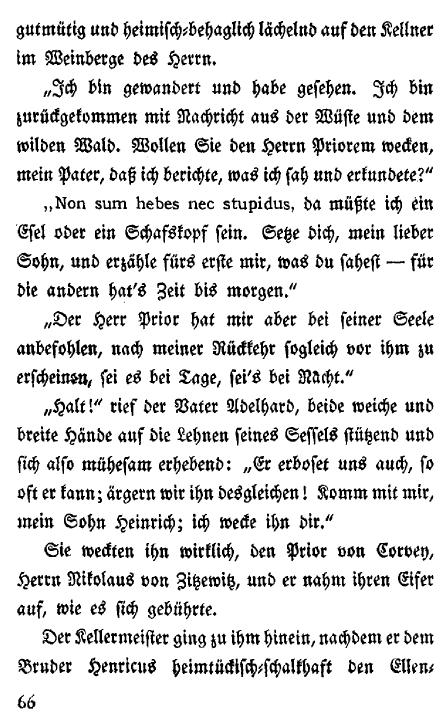 gutmütig und heimisch-behaglich lächelnd auf den Kellner
im Weinberge des Herrn.
„Ich bin gewandert und habe gesehen. Ich bin
zurückgekommen mit Nachricht aus der Wüste und dem
wilden Wald. Wollen Sie den Herrn Priorem wecken,
mein Pater, daß ich berichte, was ich sah und erkundete?“
„Non sum hebes nec stupidus, da müßte ich ein
Esel oder ein Schafskopf sein. Setze dich, mein lieber
Sohn, und erzähle fürs erste mir, was du sahest — für
die andern hat's Zeit bis morgen.“
„Der Herr Prior hat mir aber bei seiner Seele
anbefohlen, nach meiner Rückkehr sogleich vor ihm zu
erscheinen, sei es bei Tage, sei's bei Nacht.“
„Halt!“ rief der Vater Adelhard, beide weiche und
breite Hände auf die Lehnen seines Sessels stützend und
sich also mühesam erhebend: „Er erboset uns auch, so
oft er kann; ärgern wir ihn desgleichen! Komm mit mir,
mein Sohn Heinrich; ich wecke ihn dir.“
Sie weckten ihn wirklich, den Prior von Corvey,
Herrn Nikolaus von Zitzewitz, und er nahm ihren Eifer
auf, wie es sich gebührte.
Der Kellermeister ging zu ihm hinein, nachdem er dem
Bruder Henricus heimtückisch-schalkhaft den Ellen-
66